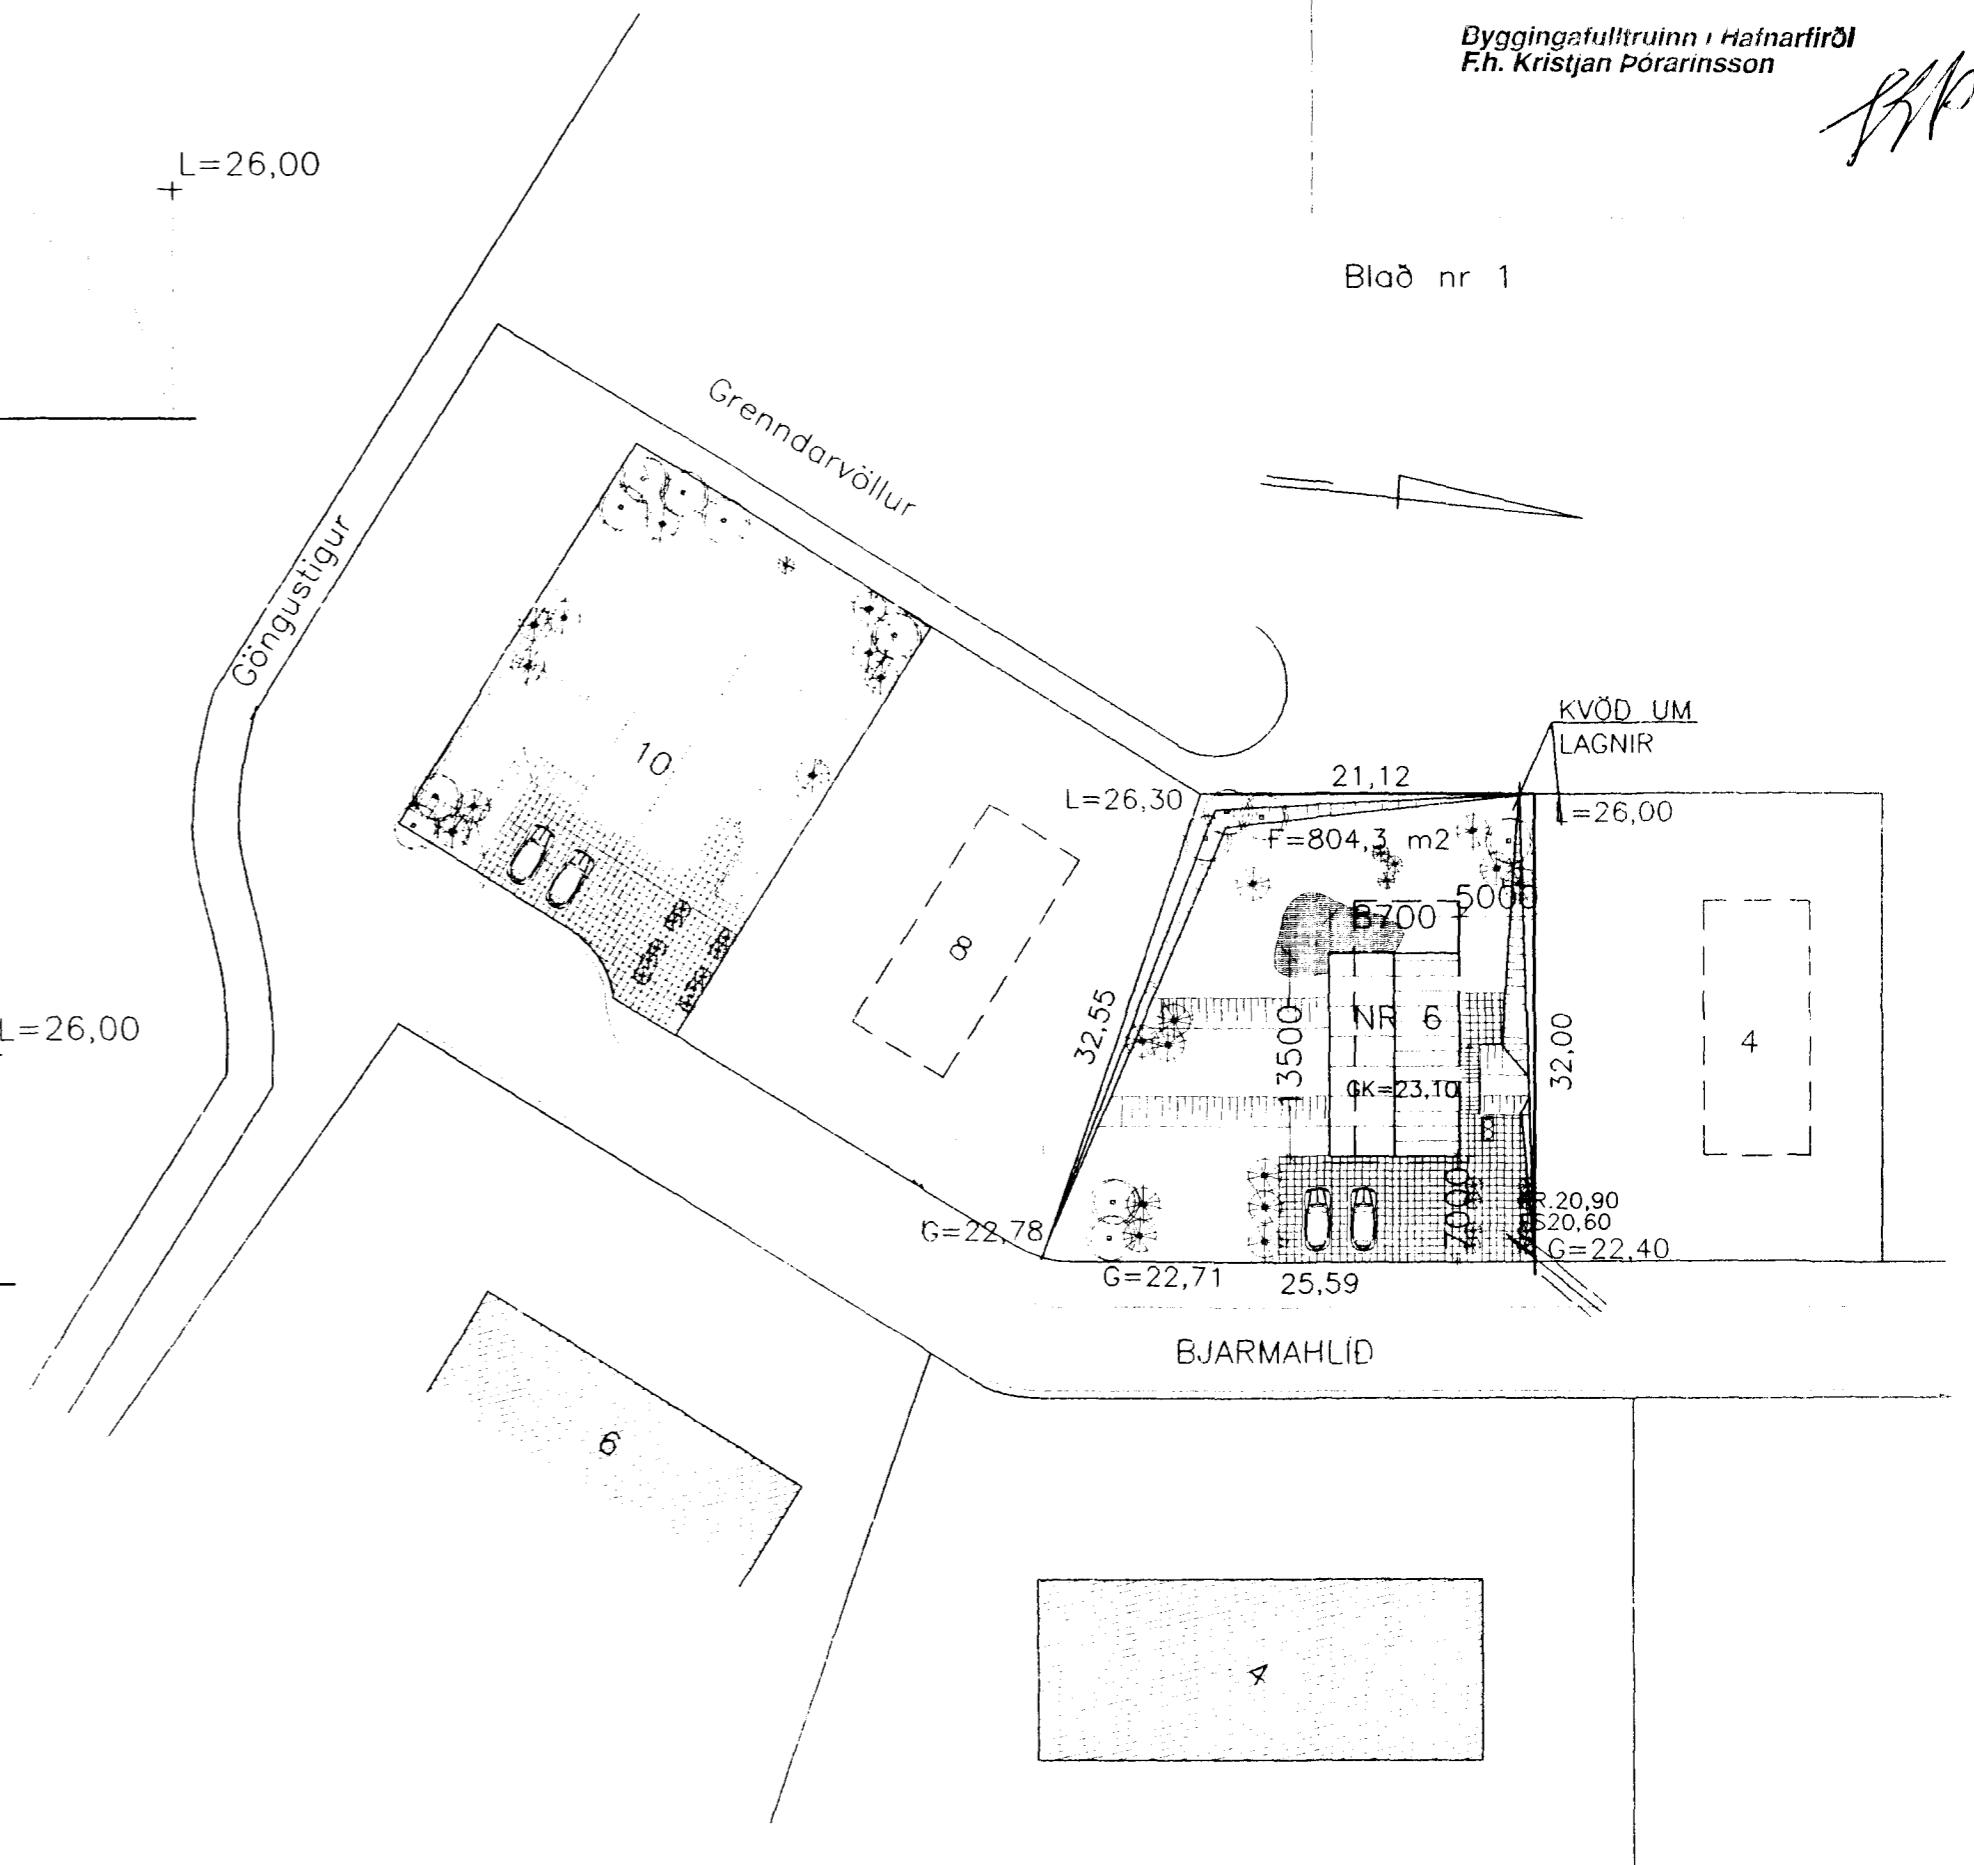 Byggingafulltruinn i Hafnarfirðl
F.h. Kristjan Þórarinsson
L=26,00
Blað nr 1
Grenndarvöllur
Göngustigur
KVÖÐ UM
LAGNIR
21,12
L=26,30
L=26,00
F=804,3 m2
10
5000
8700
8
L=26,00
32,55
13500
NR 6
32,00
4
GK=23,10
B
7000
R.20,90
S20,60
G=22,78
G=22,40
G=22,71
25,59
BJARMAHLÍÐ
6
4